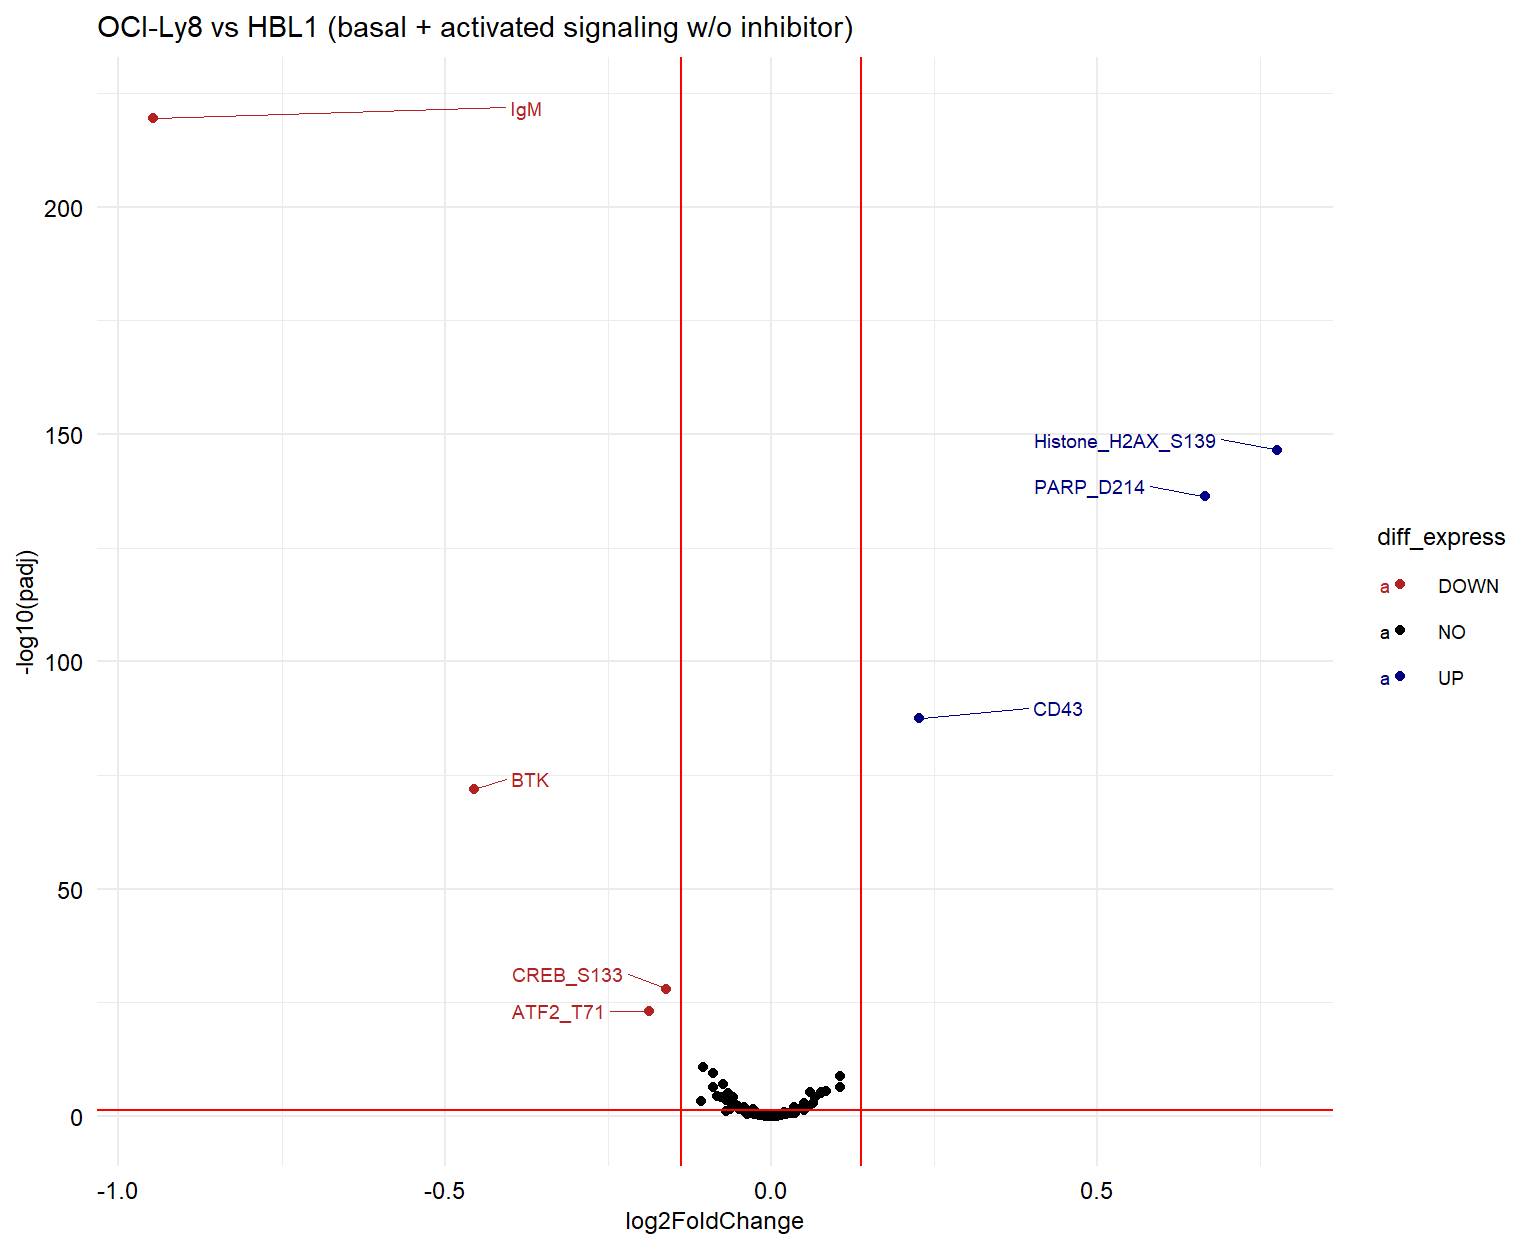 OCI-Ly8 vs HBL1 (basal + activated signaling w/o inhibitor)
IgM
200
150
Histone_H2AX_S139
PARP_D214
diff_express
a DOWN
a NO
a UP
-log10(padj)
100
CD43
BTK
50
CREB_S133
ATF2_T71
0
-1.0 -0.5 0.0 0.5
log2FoldChange